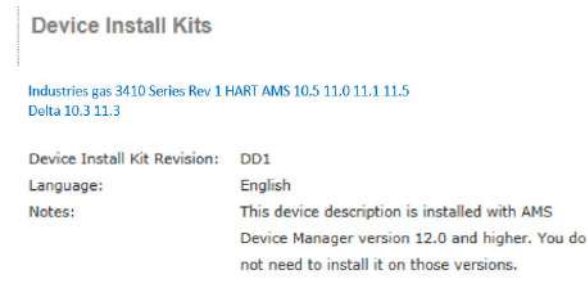 Device Install Kits
Industries gas 3410 Series Rev 1 HART AMS 10.5 11.0 11.1 11.5
Delta 10.3 11.3
Device Install Kit Revision: DD1
Language: English
Notes: This device description is installed with AMS
Device Manager version 12.0 and higher. You do
not need to install it on those versions.